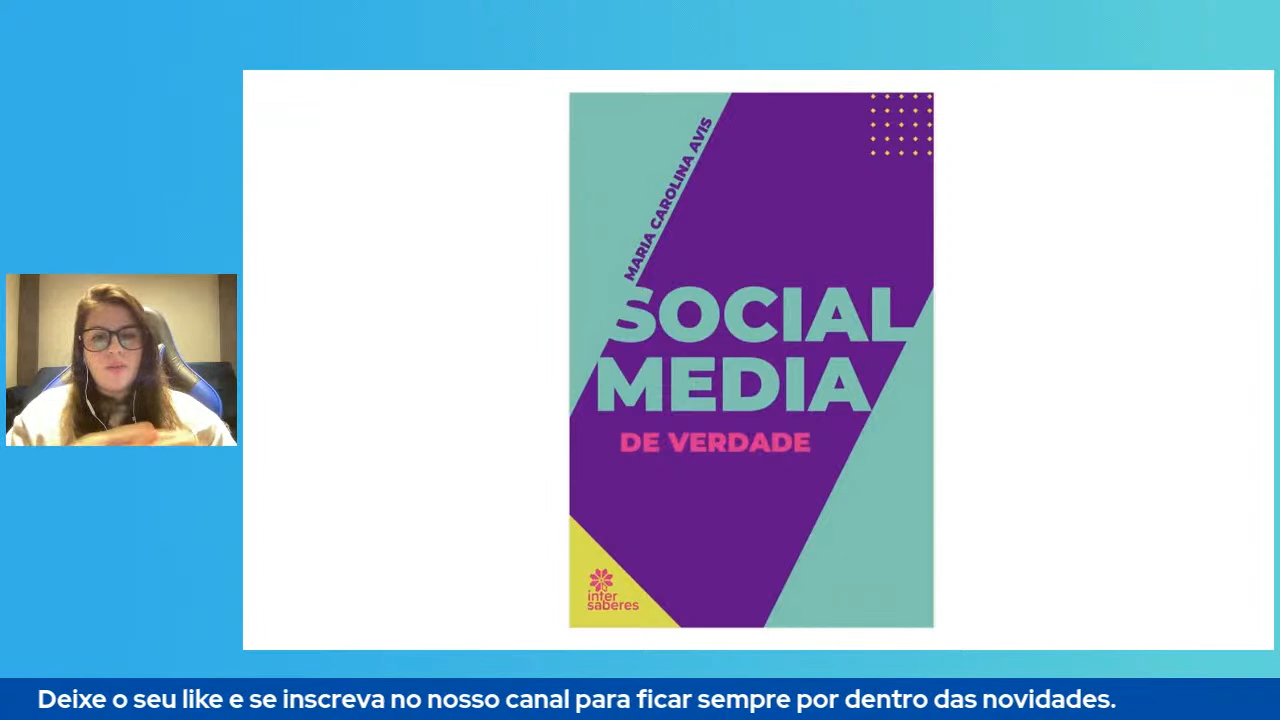 MARIA CAROLINA AVIS
SOCIAL
MEDIA
DE VERDADE
inter
saberes
Deixe o seu like e se inscreva no nosso canal para ficar sempre por dentro das novidades.